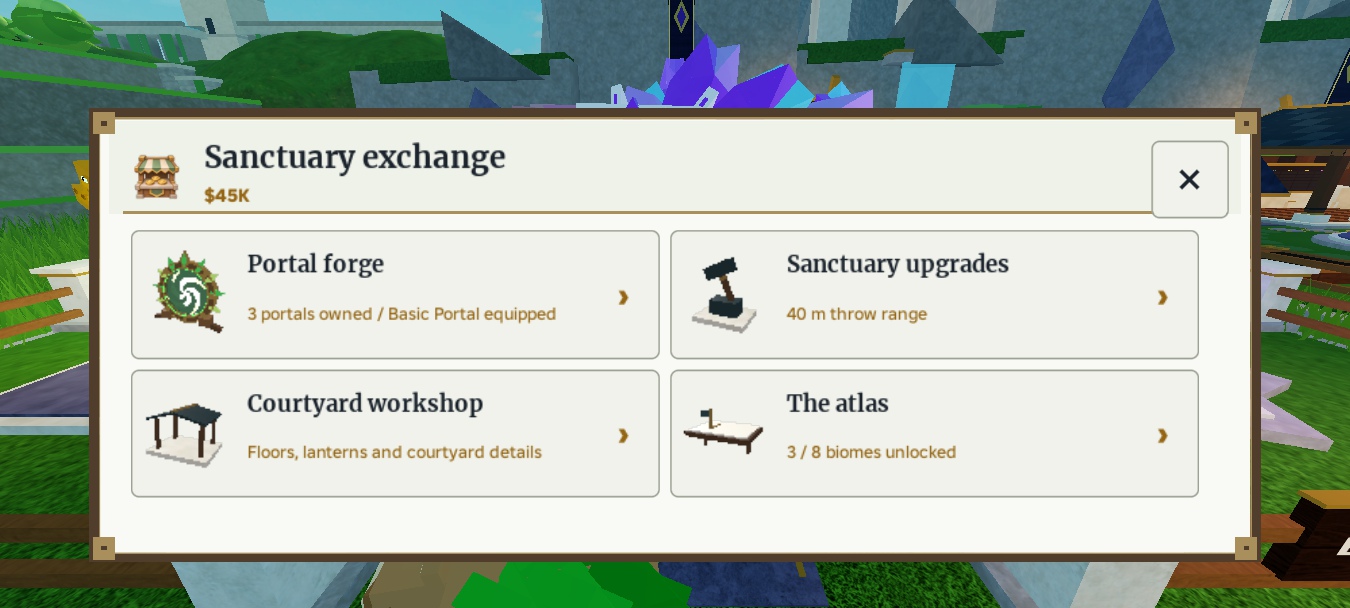 Sanctuary exchange
$45K
Portal forge
3 portals owned / Basic Portal equipped
Sanctuary upgrades
40 m throw range
Courtyard workshop
Floors, lanterns and courtyard details
The atlas
3 / 8 biomes unlocked